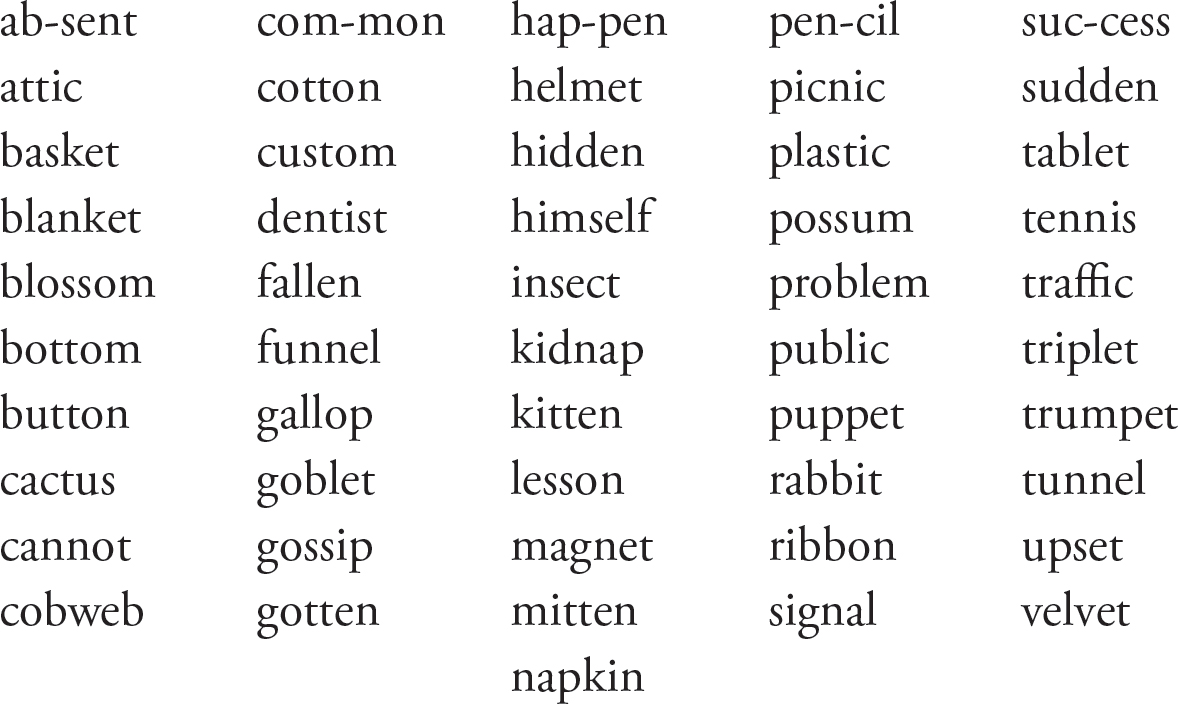 ab-sent com-mon hap-pen pen-cil suc-cess
attic cotton helmet picnic sudden
basket custom hidden plastic tablet
blanket dentist himself possum tennis
blossom fallen insect problem traffic
bottom funnel kidnap public triplet
button gallop kitten puppet trumpet
cactus goblet lesson rabbit tunnel
cannot gossip magnet ribbon upset
cobweb gotten mitten signal velvet
napkin